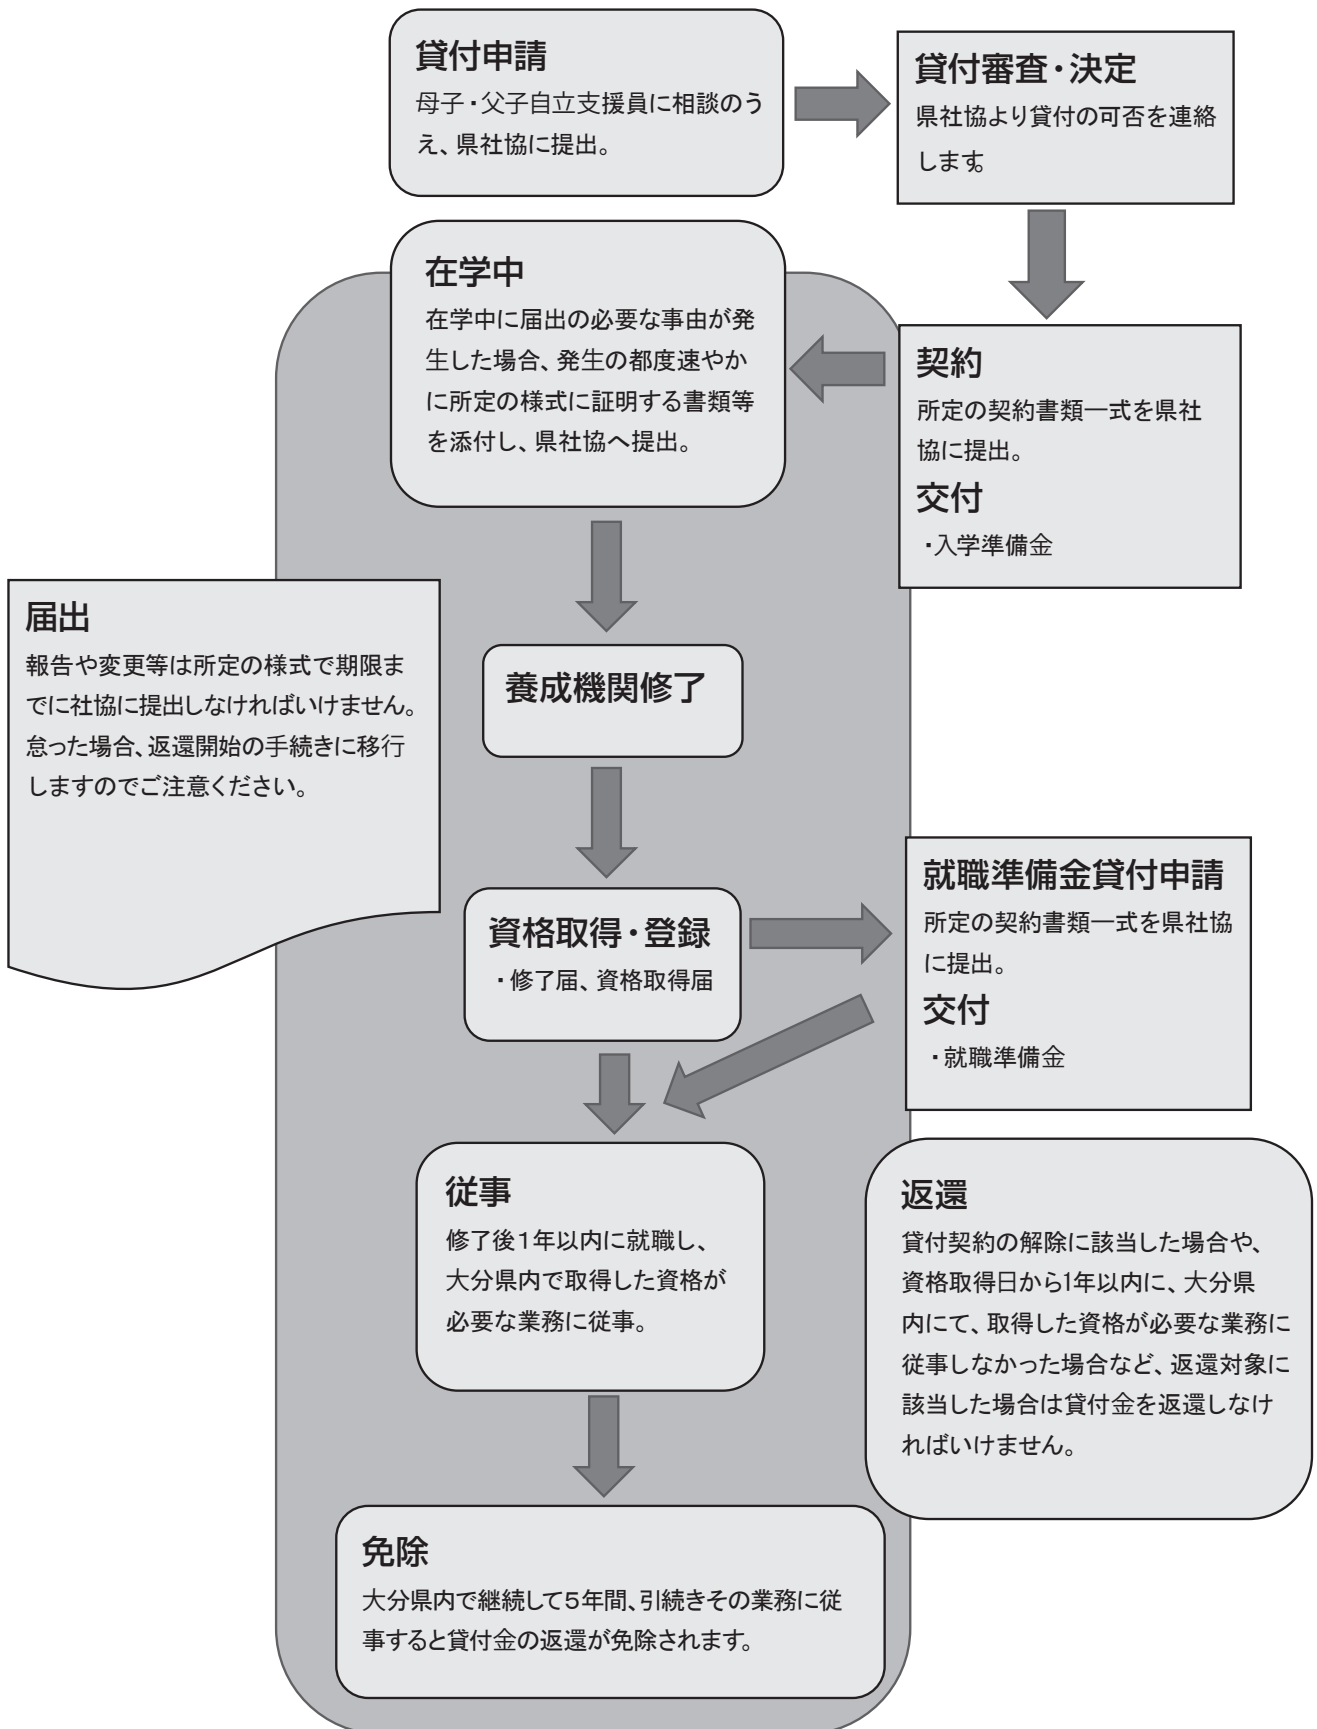 貸付申請
母子・父子自立支援員に相談のう
え、県社協に提出。
貸付審査・決定
県社協より貸付の可否を連絡
します。
在学中
在学中に届出の必要な事由が発
生した場合、発生の都度速やか
に所定の様式に証明する書類等
を添付し、県社協へ提出。
契約
所定の契約書類一式を県社
協に提出。
交付
・入学準備金
届出
報告や変更等は所定の様式で期限ま
でに社協に提出しなければいけません。
怠った場合、返還開始の手続きに移行
しますのでご注意ください。
養成機関修了
資格取得・登録
・修了届、資格取得届
就職準備金貸付申請
所定の契約書類一式を県社協
に提出。
交付
・就職準備金
従事
修了後1年以内に就職し、
大分県内で取得した資格が
必要な業務に従事。
返還
貸付契約の解除に該当した場合や、
資格取得日から1年以内に、大分県
内にて、取得した資格が必要な業務に
従事しなかった場合など、返還対象に
該当した場合は貸付金を返還しなけ
ればいけません。
免除
大分県内で継続して5年間、引続きその業務に従
事すると貸付金の返還が免除されます。